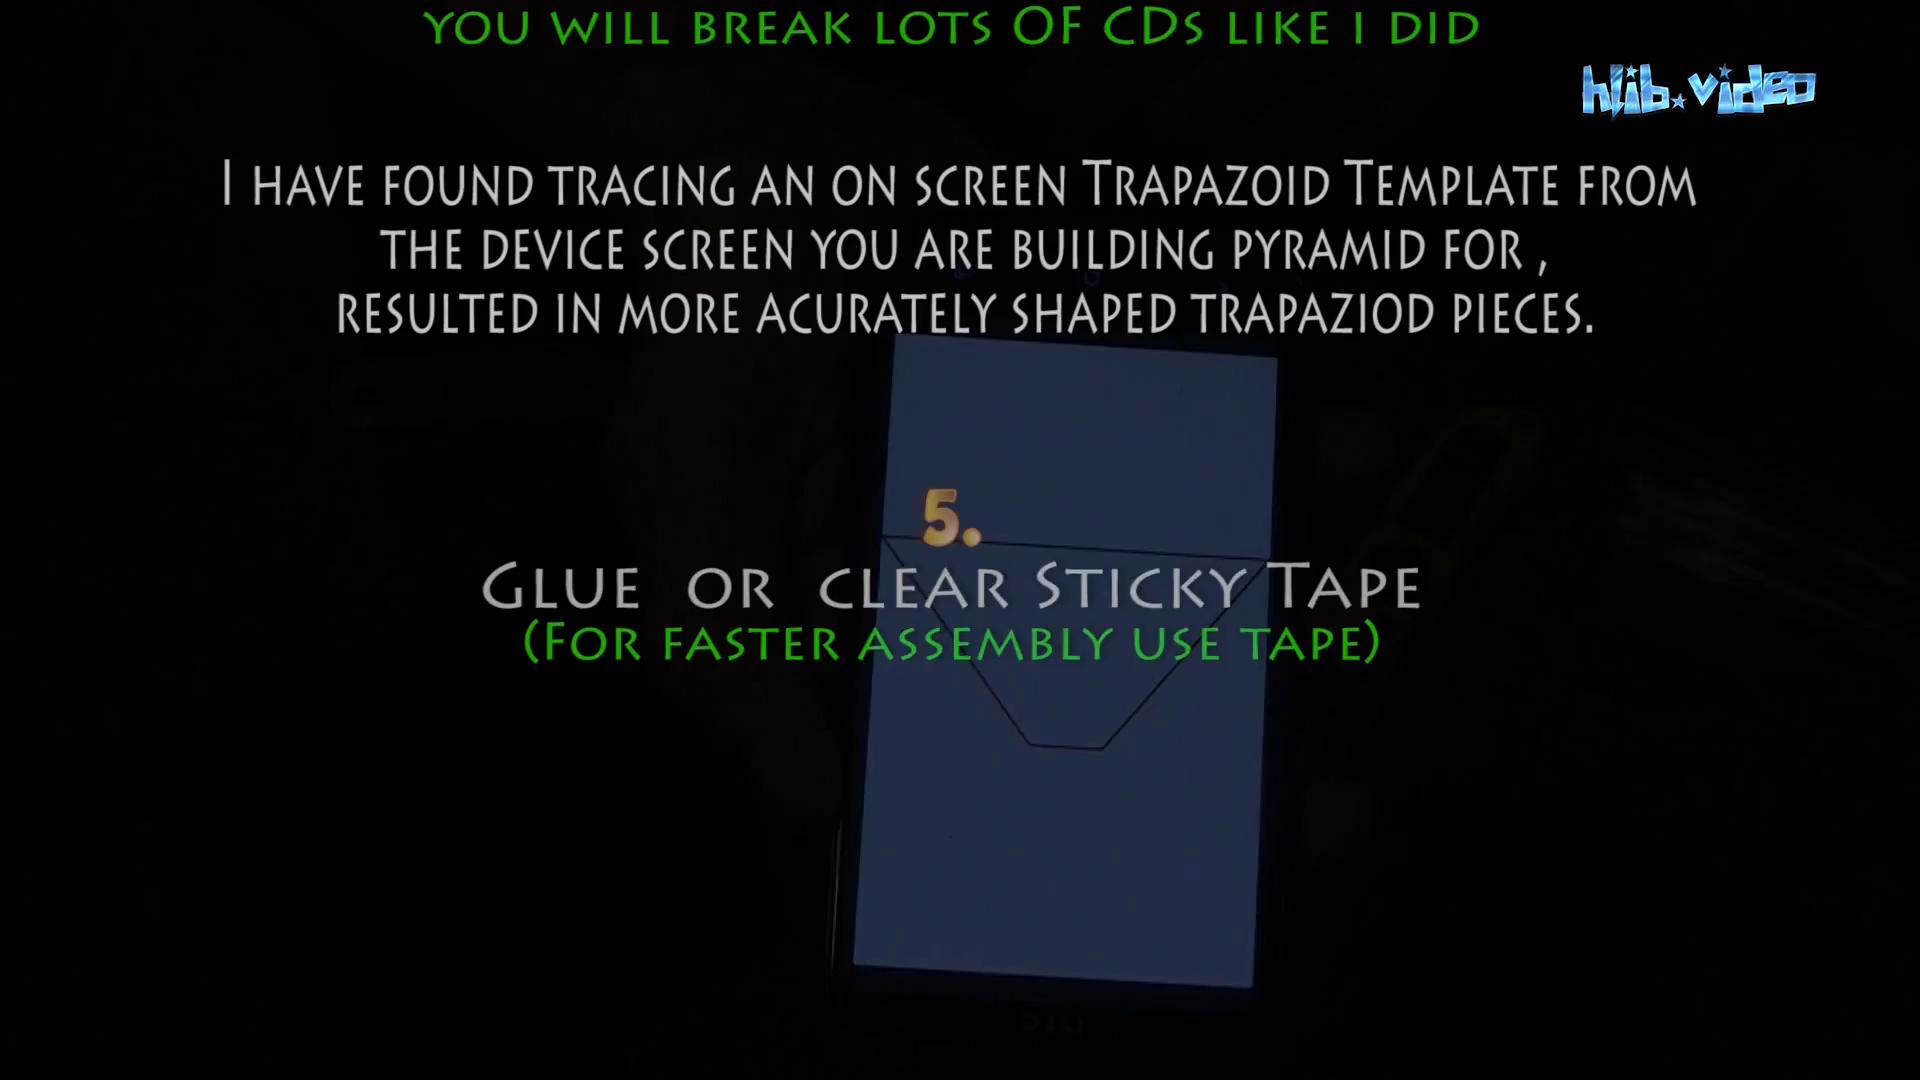 YOU WILL BREAK LOTS OF CDs LIKE I DID
hlib.video
I HAVE FOUND TRACING AN ON SCREEN TRAPAZOID TEMPLATE FROM
THE DEVICE SCREEN YOU ARE BUILDING PYRAMID FOR ,
RESULTED IN MORE ACURATELY SHAPED TRAPAZIOD PIECES.
5.
GLUE OR CLEAR STICKY TAPE
(FOR FASTER ASSEMBLY USE TAPE)